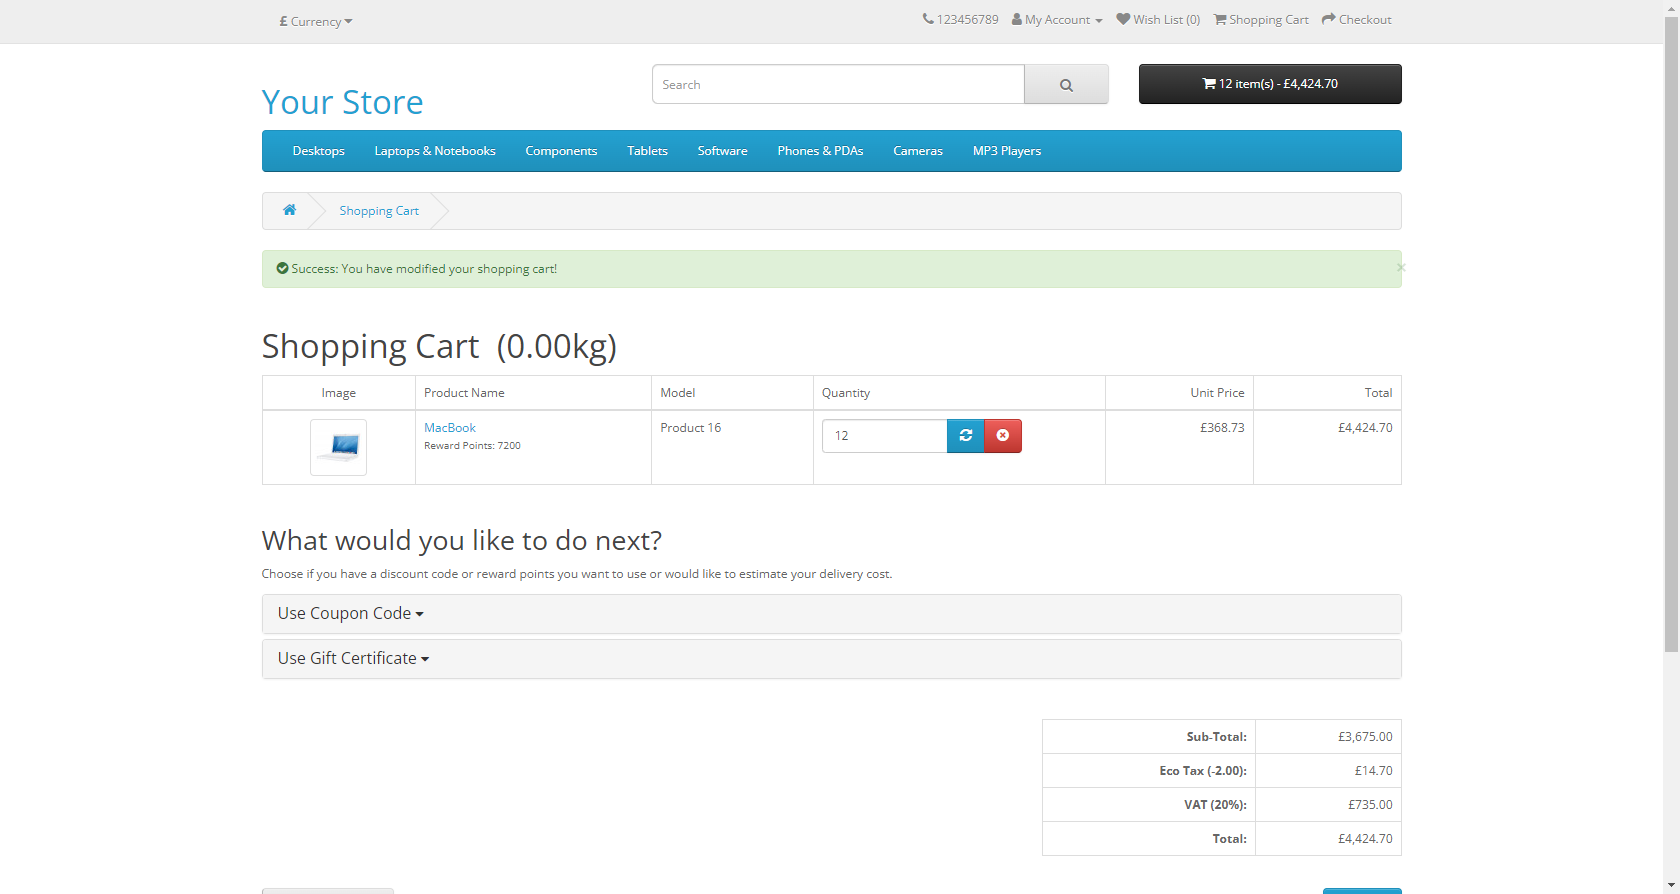 £ Currency
123456789 My Account Wish List (0) Shopping Cart Checkout
Your Store
Search
12 item(s) - £4,424.70
Desktops Laptops & Notebooks Components Tablets Software Phones & PDAs Cameras MP3 Players
Shopping Cart
Success: You have modified your shopping cart!
×
Shopping Cart (0.00kg)
Image Product Name Model Quantity Unit Price Total
MacBook Product 16 12 £368.73 £4,424.70
Reward Points: 7200
What would you like to do next?
Choose if you have a discount code or reward points you want to use or would like to estimate your delivery cost.
Use Coupon Code
Use Gift Certificate
Sub-Total: £3,675.00
Eco Tax (-2.00): £14.70
VAT (20%): £735.00
Total: £4,424.70